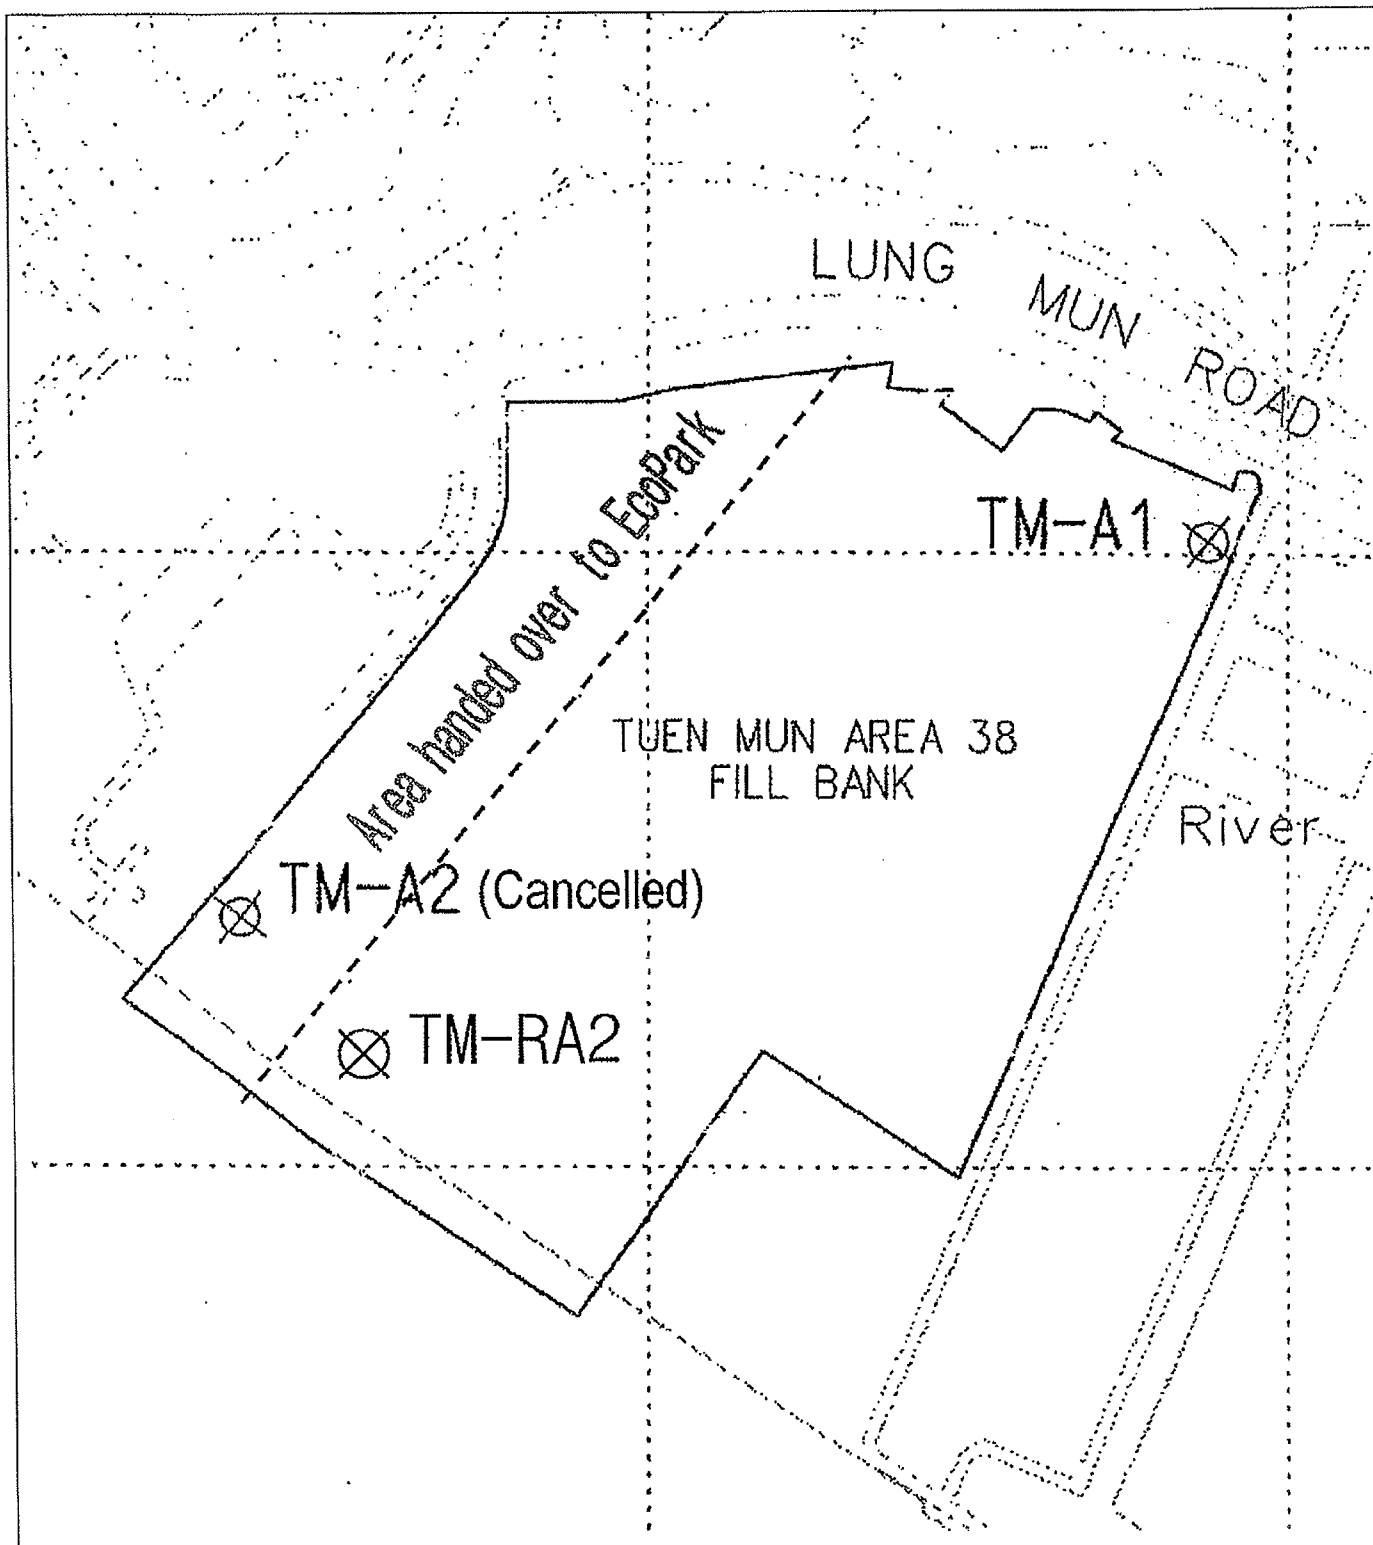 LUNG MUN ROAD
Area handed over to EcoPark
TM-A1
TUEN MUN AREA 38
FILL BANK
River
TM-A2 (Cancelled)
TM-RA2